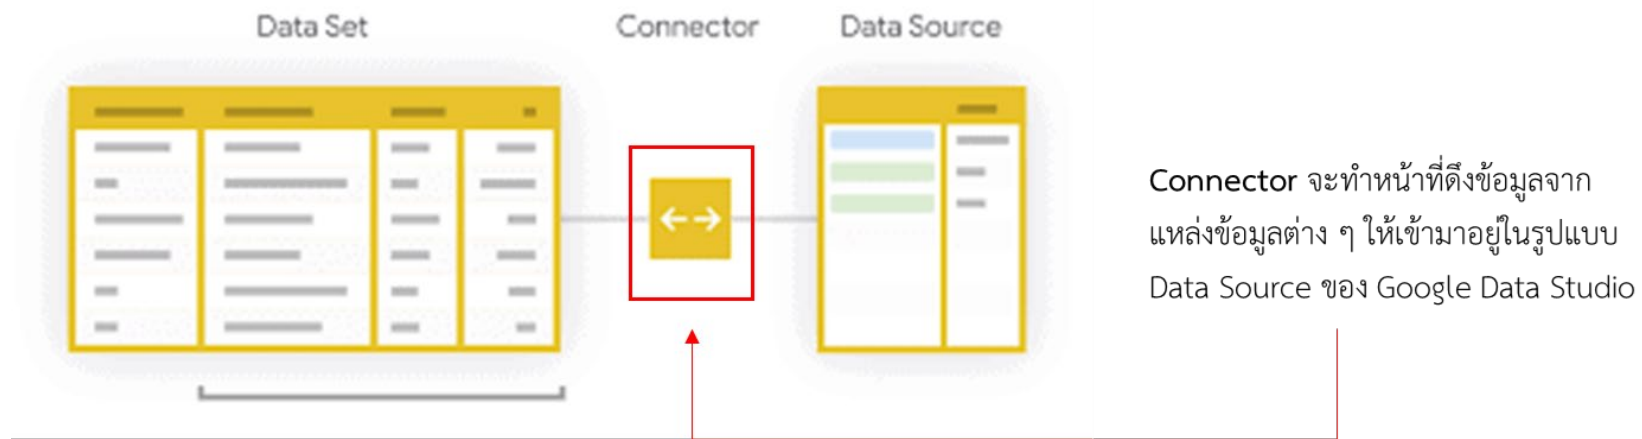 Data Set
Connector
Data Source
Connector จะทำหน้าที่ดึงข้อมูลจาก
แหล่งข้อมูลต่าง ๆ ให้เข้ามาอยู่ในรูปแบบ
Data Source ของ Google Data Studio